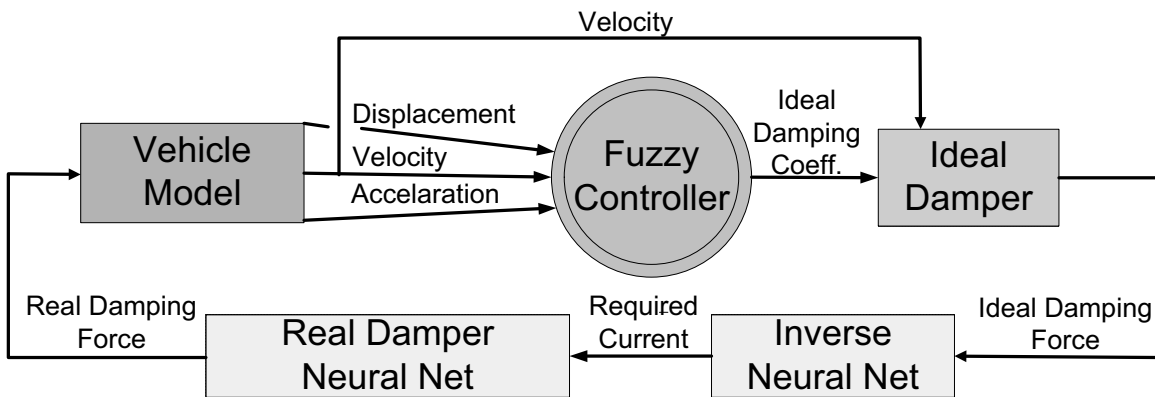 Velocity
Vehicle
Model
Displacement
Velocity
Accelaration
Fuzzy
Controller
Ideal
Damping
Coeff.
Ideal
Damper
Real Damping
Force
Real Damper
Neural Net
Required
Current
Inverse
Neural Net
Ideal Damping
Force